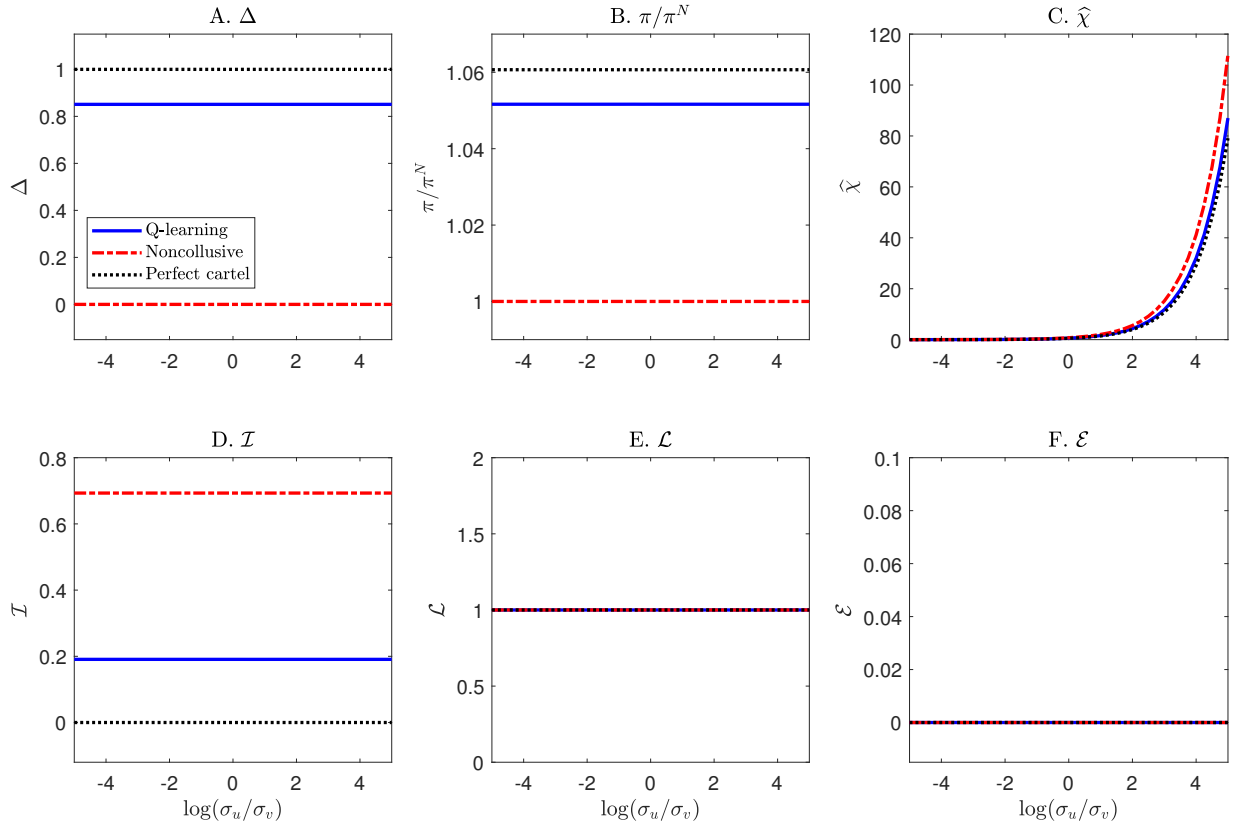 A. Δ
1
0.8
0.6
0.4
0.2
0
Δ
-4 -2 0 2 4
Q-learning
Noncollusive
Perfect cartel
B. π/π^N
1.06
1.04
1.02
1
π/π^N
-4 -2 0 2 4
C. χ̂
120
100
80
60
40
20
0
χ̂
-4 -2 0 2 4
D. ℐ
0.8
0.6
0.4
0.2
0
ℐ
-4 -2 0 2 4
log(σ_u/σ_v)
E. ℒ
2
1.5
1
0.5
0
ℒ
-4 -2 0 2 4
log(σ_u/σ_v)
F. ℰ
0.1
0.08
0.06
0.04
0.02
0
ℰ
-4 -2 0 2 4
log(σ_u/σ_v)